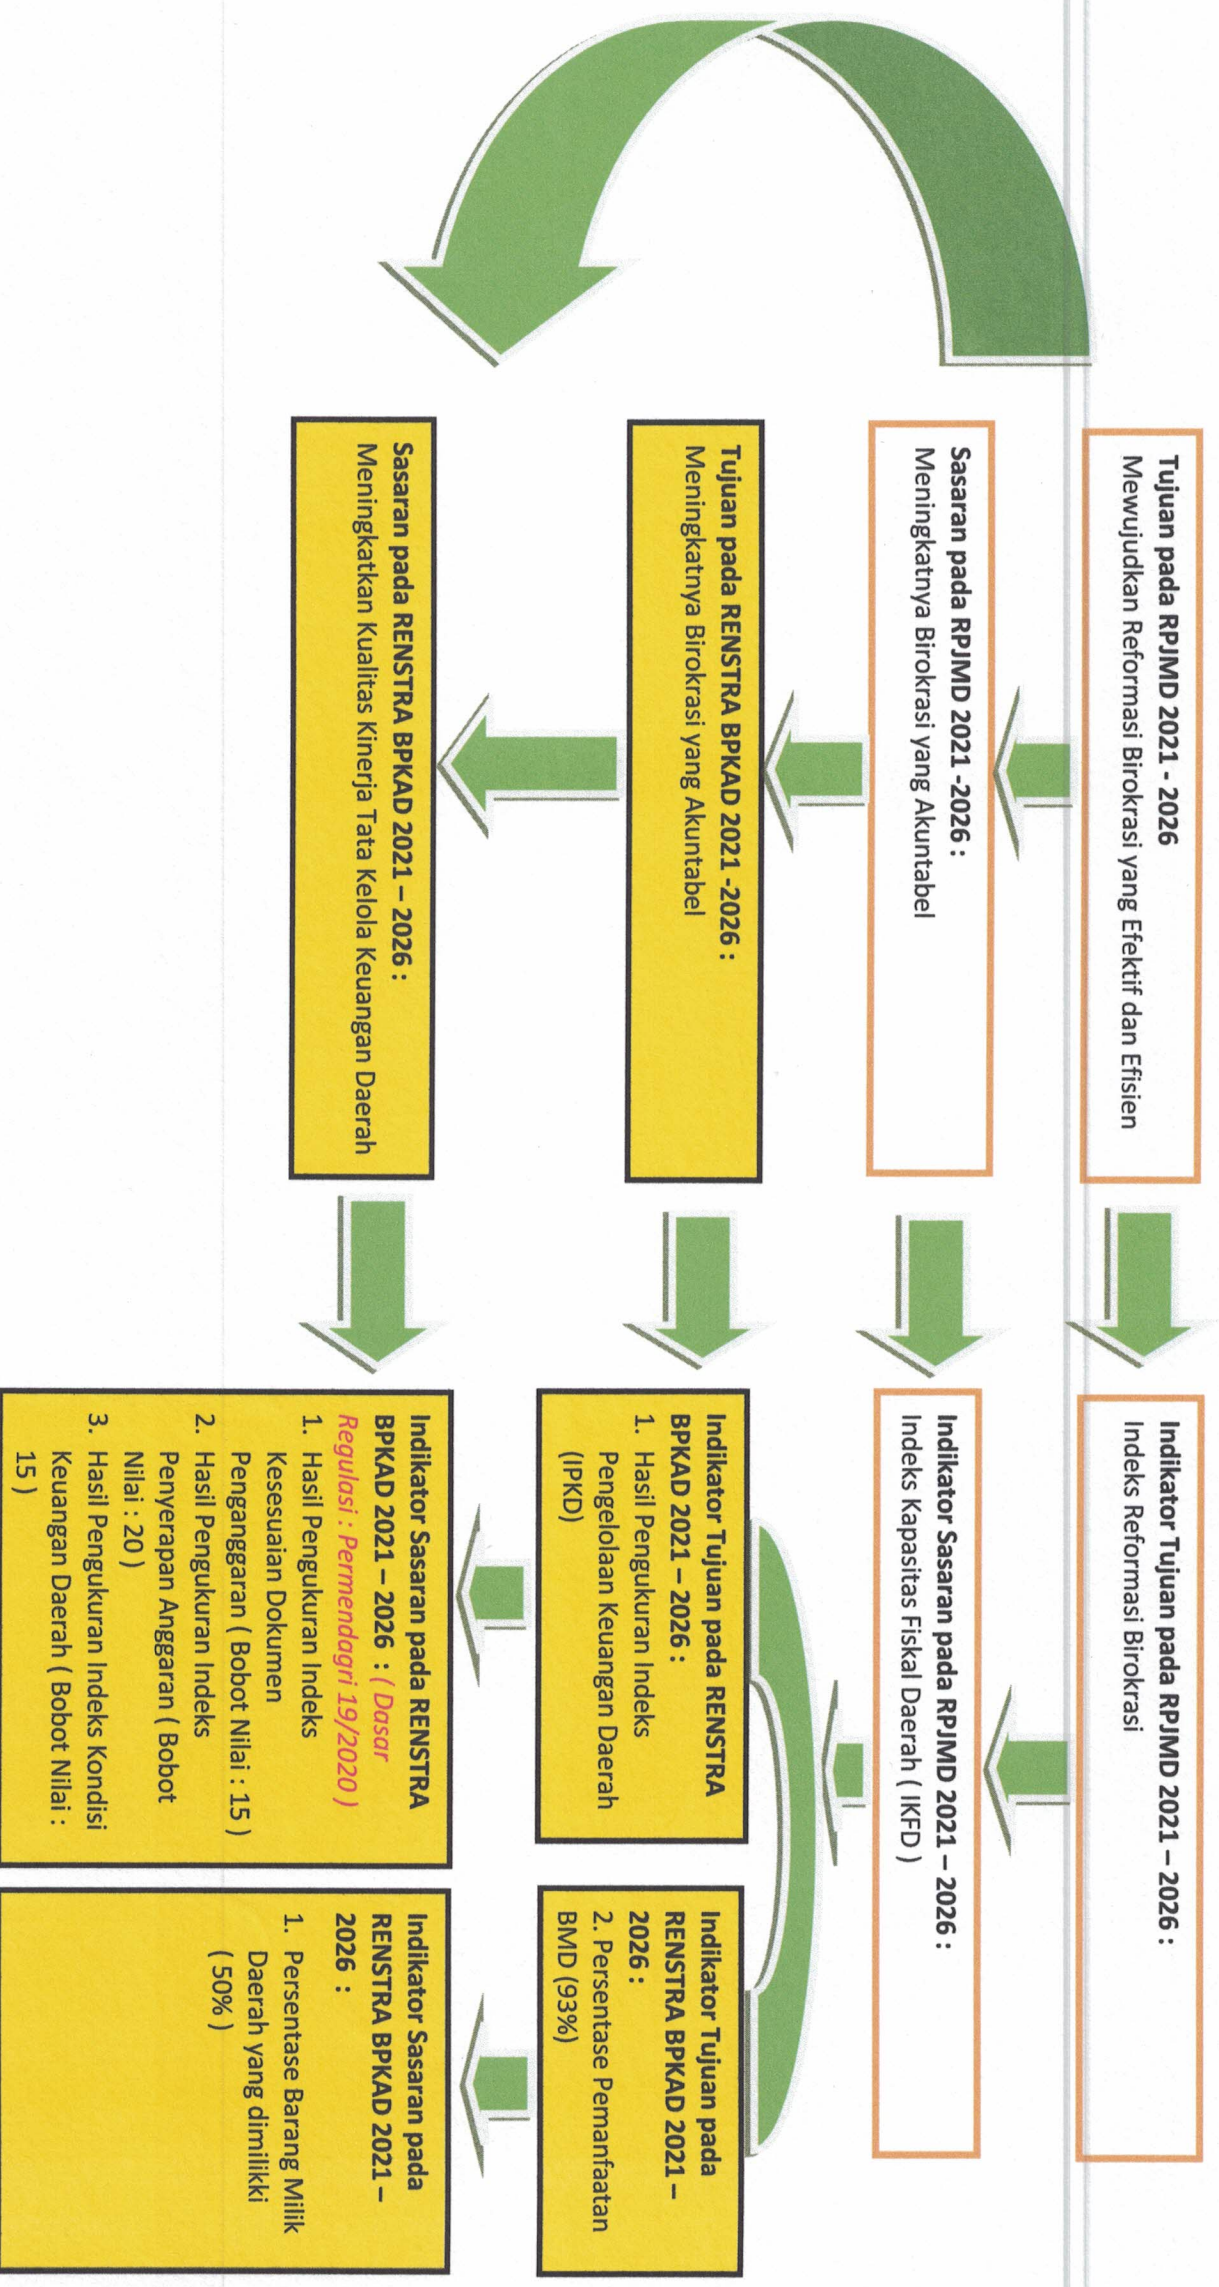 Tujuan pada RPJMD 2021 - 2026
Mewujudkan Reformasi Birokrasi yang Efektif dan Efisien
Indikator Tujuan pada RPJMD 2021 – 2026 :
Indeks Reformasi Birokrasi
Sasaran pada RPJMD 2021 -2026 :
Meningkatnya Birokrasi yang Akuntabel
Indikator Sasaran pada RPJMD 2021 – 2026 :
Indeks Kapasitas Fiskal Daerah ( IKFD )
Tujuan pada RENSTRA BPKAD 2021 -2026 :
Meningkatnya Birokrasi yang Akuntabel
Indikator Tujuan pada RENSTRA
BPKAD 2021 – 2026 :
1. Hasil Pengukuran Indeks
Pengelolaan Keuangan Daerah
(IPKD)
Indikator Tujuan pada
RENSTRA BPKAD 2021 –
2026 :
2. Persentase Pemanfaatan
BMD (93%)
Sasaran pada RENSTRA BPKAD 2021 – 2026 :
Meningkatkan Kualitas Kinerja Tata Kelola Keuangan Daerah
Indikator Sasaran pada RENSTRA
BPKAD 2021 – 2026 : ( Dasar
Regulasi : Permendagri 19/2020 )
1. Hasil Pengukuran Indeks
Kesesuaian Dokumen
Penganggaran ( Bobot Nilai : 15 )
2. Hasil Pengukuran Indeks
Penyerapan Anggaran ( Bobot
Nilai : 20 )
3. Hasil Pengukuran Indeks Kondisi
Keuangan Daerah ( Bobot Nilai :
15 )
Indikator Sasaran pada
RENSTRA BPKAD 2021 –
2026 :
1. Persentase Barang Milik
Daerah yang dimilikki
( 50% )